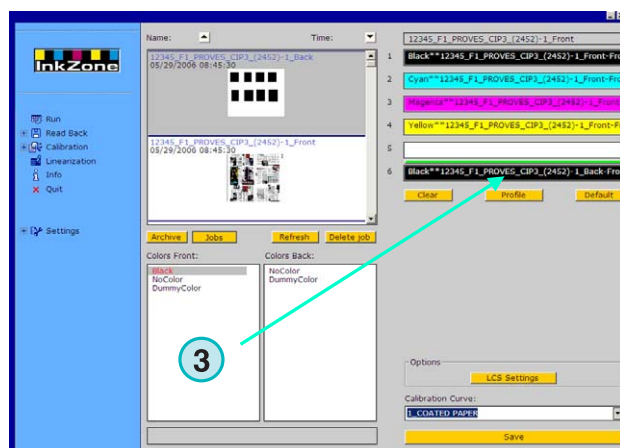 InkZone
Run
Read Back
Calibration
Linearization
Info
Quit
Settings
Name:
Time:
12345_F1_PROVES_CIP3_(2452)-1_Back
05/29/2006 08:45:30
12345_F1_PROVES_CIP3_(2452)-1_Front
05/29/2006 08:45:30
Archive
Jobs
Refresh
Delete job
Colors Front:
Black
NoColor
DummyColor
Colors Back:
NoColor
DummyColor
3
12345_F1_PROVES_CIP3_(2452)-1_Front
1 Black**12345_F1_PROVES_CIP3_(2452)-1_Front-Fro
2 Cyan**12345_F1_PROVES_CIP3_(2452)-1_Front-Fro
3 Magenta**12345_F1_PROVES_CIP3_(2452)-1_Front
4 Yellow**12345_F1_PROVES_CIP3_(2452)-1_Front-Fr
5
6 Black**12345_F1_PROVES_CIP3_(2452)-1_Back-Fro
Clear
Profile
Default
Options
LCS Settings
Calibration Curve:
1_COATED PAPER
Save